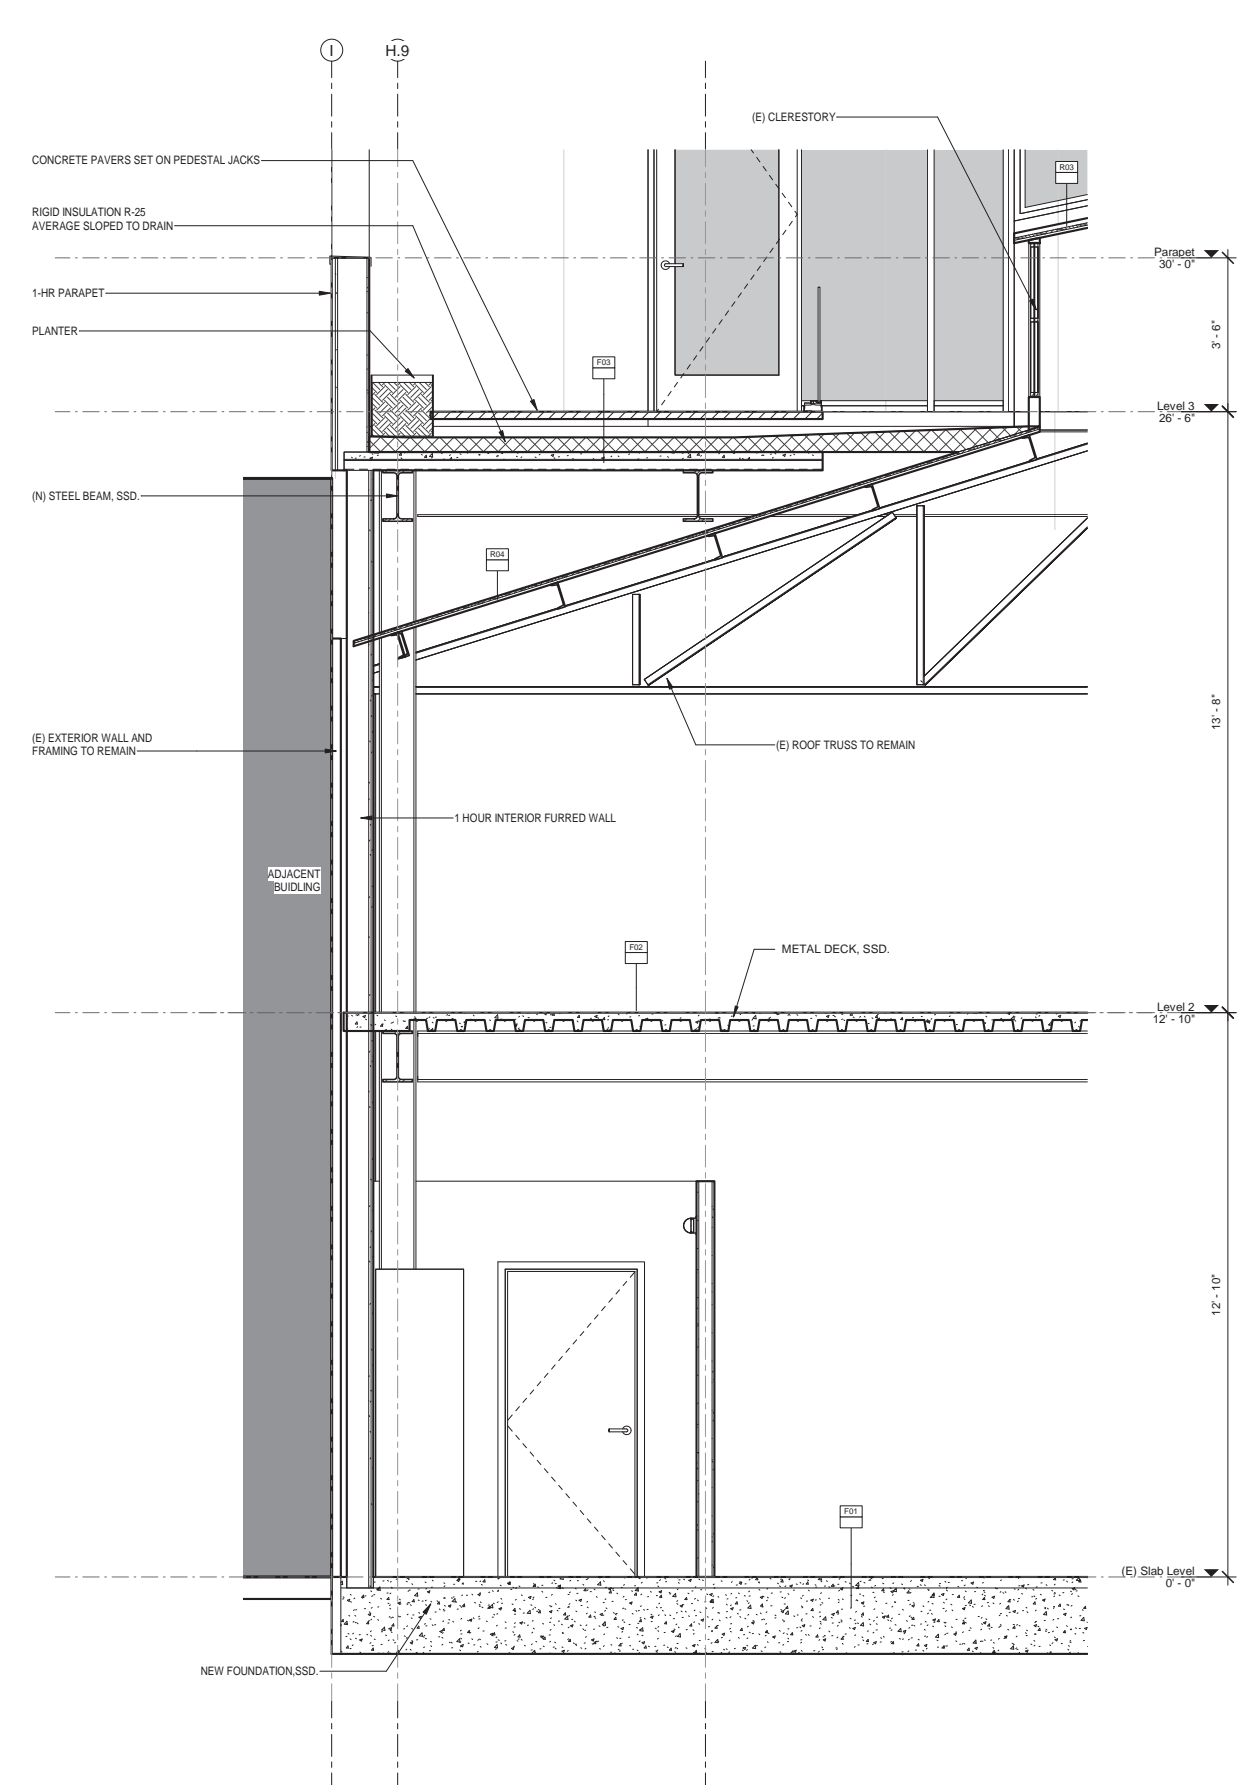 I
H.9
(E) CLERESTORY
CONCRETE PAVERS SET ON PEDESTAL JACKS
R03
RIGID INSULATION R-25
AVERAGE SLOPED TO DRAIN
Parapet
30' - 0"
1-HR PARAPET
3' - 6"
PLANTER
F03
Level 3
26' - 6"
(N) STEEL BEAM, SSD.
R04
13' - 8"
(E) EXTERIOR WALL AND
FRAMING TO REMAIN
(E) ROOF TRUSS TO REMAIN
1 HOUR INTERIOR FURRED WALL
ADJACENT
BUIDLING
F02
METAL DECK, SSD.
Level 2
12' - 10"
12' - 10"
F01
(E) Slab Level
0' - 0"
NEW FOUNDATION,SSD.